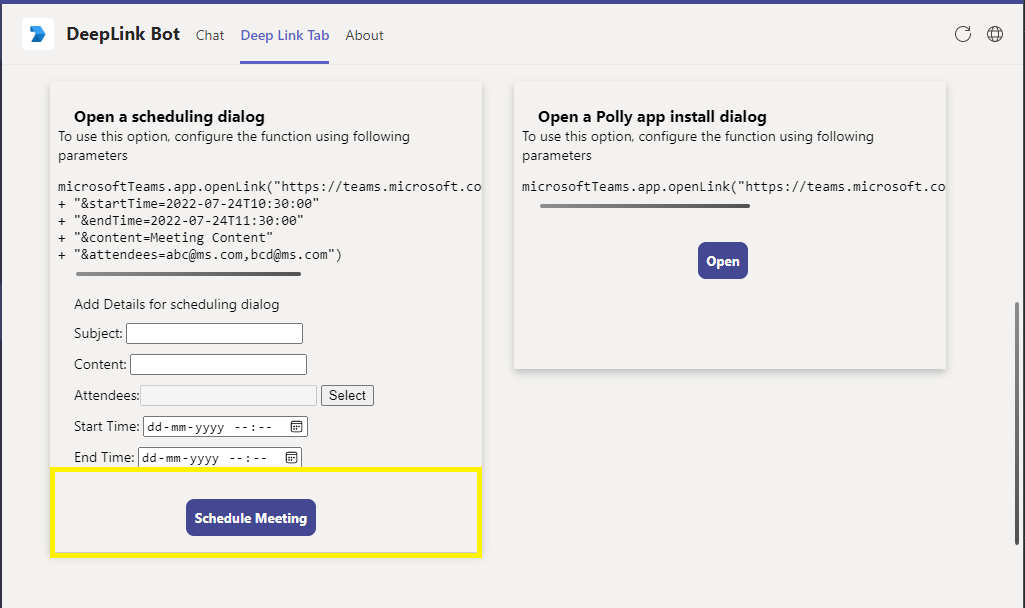 DeepLink Bot Chat Deep Link Tab About
Open a scheduling dialog
To use this option, configure the function using following
parameters
microsoftTeams.app.openLink("https://teams.microsoft.co
+ "&startTime=2022-07-24T10:30:00"
+ "&endTime=2022-07-24T11:30:00"
+ "&content=Meeting Content"
+ "&attendees=abc@ms.com,bcd@ms.com")
Add Details for scheduling dialog
Subject:
Content:
Attendees: Select
Start Time: dd-mm-yyyy --:--
End Time: dd-mm-yyyy --:--
Schedule Meeting
Open a Polly app install dialog
To use this option, configure the function using following
parameters
microsoftTeams.app.openLink("https://teams.microsoft.co
Open